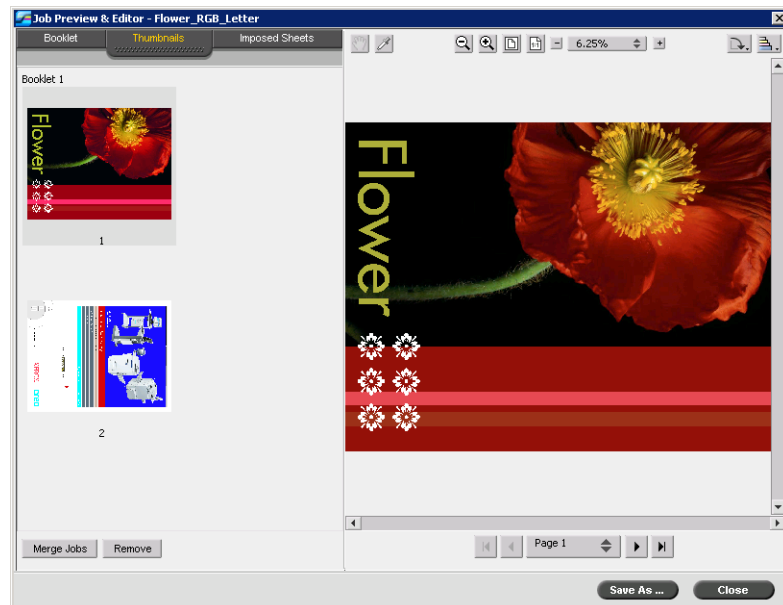 Job Preview & Editor - Flower_RGB_Letter
Booklet
Thumbnails
Imposed Sheets
6.25%
Booklet 1
Flower
1
2
Flower
Merge Jobs
Remove
Page 1
Save As ...
Close